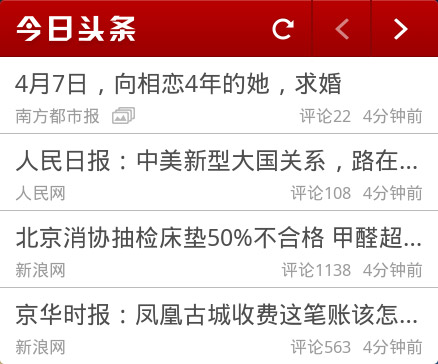 今日头条
4月7日，向相恋4年的她，求婚
南方都市报 评论22 4分钟前
人民日报：中美新型大国关系，路在...
人民网 评论108 4分钟前
北京消协抽检床垫50%不合格 甲醛超...
新浪网 评论1138 4分钟前
京华时报：凤凰古城收费这笔账该怎...
新浪网 评论563 4分钟前